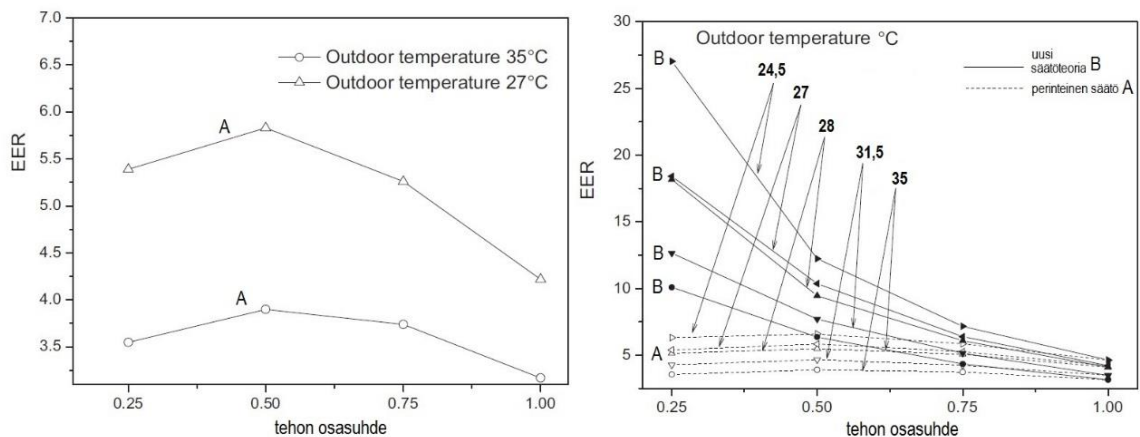 7.0
6.5
6.0
5.5
5.0
4.5
4.0
3.5
EER
Outdoor temperature 35°C
Outdoor temperature 27°C
A
A
0.25
0.50
0.75
1.00
tehon osasuhde
30
25
20
15
10
5
EER
Outdoor temperature °C
uusi
säätöteoria B
perinteinen säätö A
B
24,5
27
28
31,5
35
B
B
B
A
0.25
0.50
0.75
1.00
tehon osasuhde